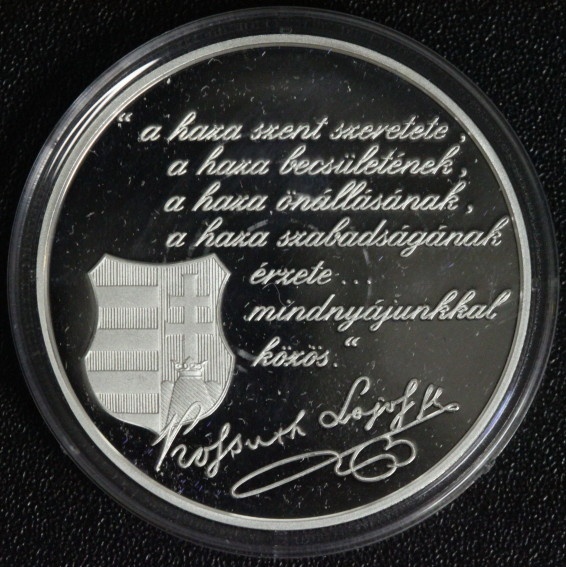 "a haza szent szeretete,
a haza becsületének,
a haza önállásának,
a haza szabadságának
érzete...
mindnyájunkkal
közös."
Kossuth Lajos